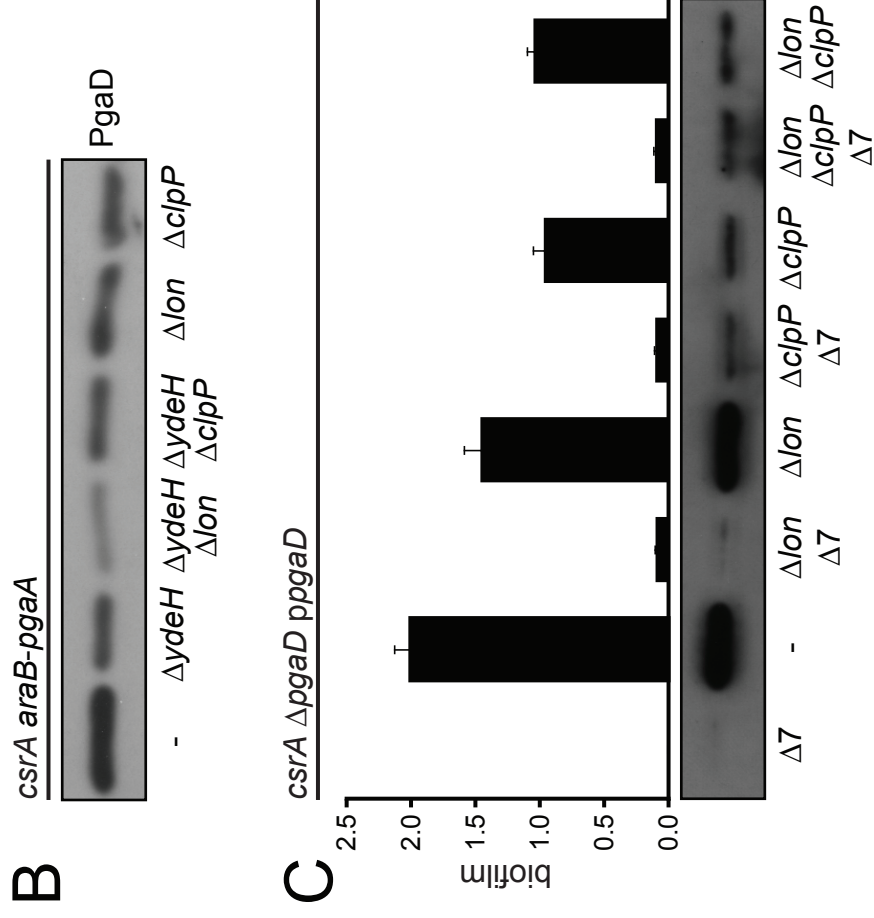 B
csrA araB-pgaA
PgaD
- ΔydeH ΔydeH ΔydeH Δlon ΔclpP
Δlon ΔclpP
C
csrA ΔpgaD ppgaD
biofilm
2.5
2.0
1.5
1.0
0.5
0.0
Δ7 - Δlon Δlon ΔclpP ΔclpP Δlon Δlon
Δ7 Δ7 ΔclpP ΔclpP
Δ7